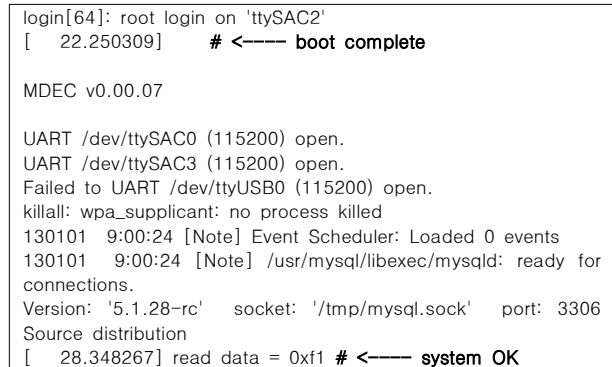 login[64]: root login on 'ttySAC2'
[   22.250309]     # <---- boot complete
MDEC v0.00.07
UART /dev/ttySAC0 (115200) open.
UART /dev/ttySAC3 (115200) open.
Failed to UART /dev/ttyUSB0 (115200) open.
killall: wpa_supplicant: no process killed
130101  9:00:24 [Note] Event Scheduler: Loaded 0 events
130101  9:00:24 [Note] /usr/mysql/libexec/mysqld: ready for
connections.
Version: '5.1.28-rc'  socket: '/tmp/mysql.sock'  port: 3306
Source distribution
[   28.348267] read data = 0xf1 # <---- system OK